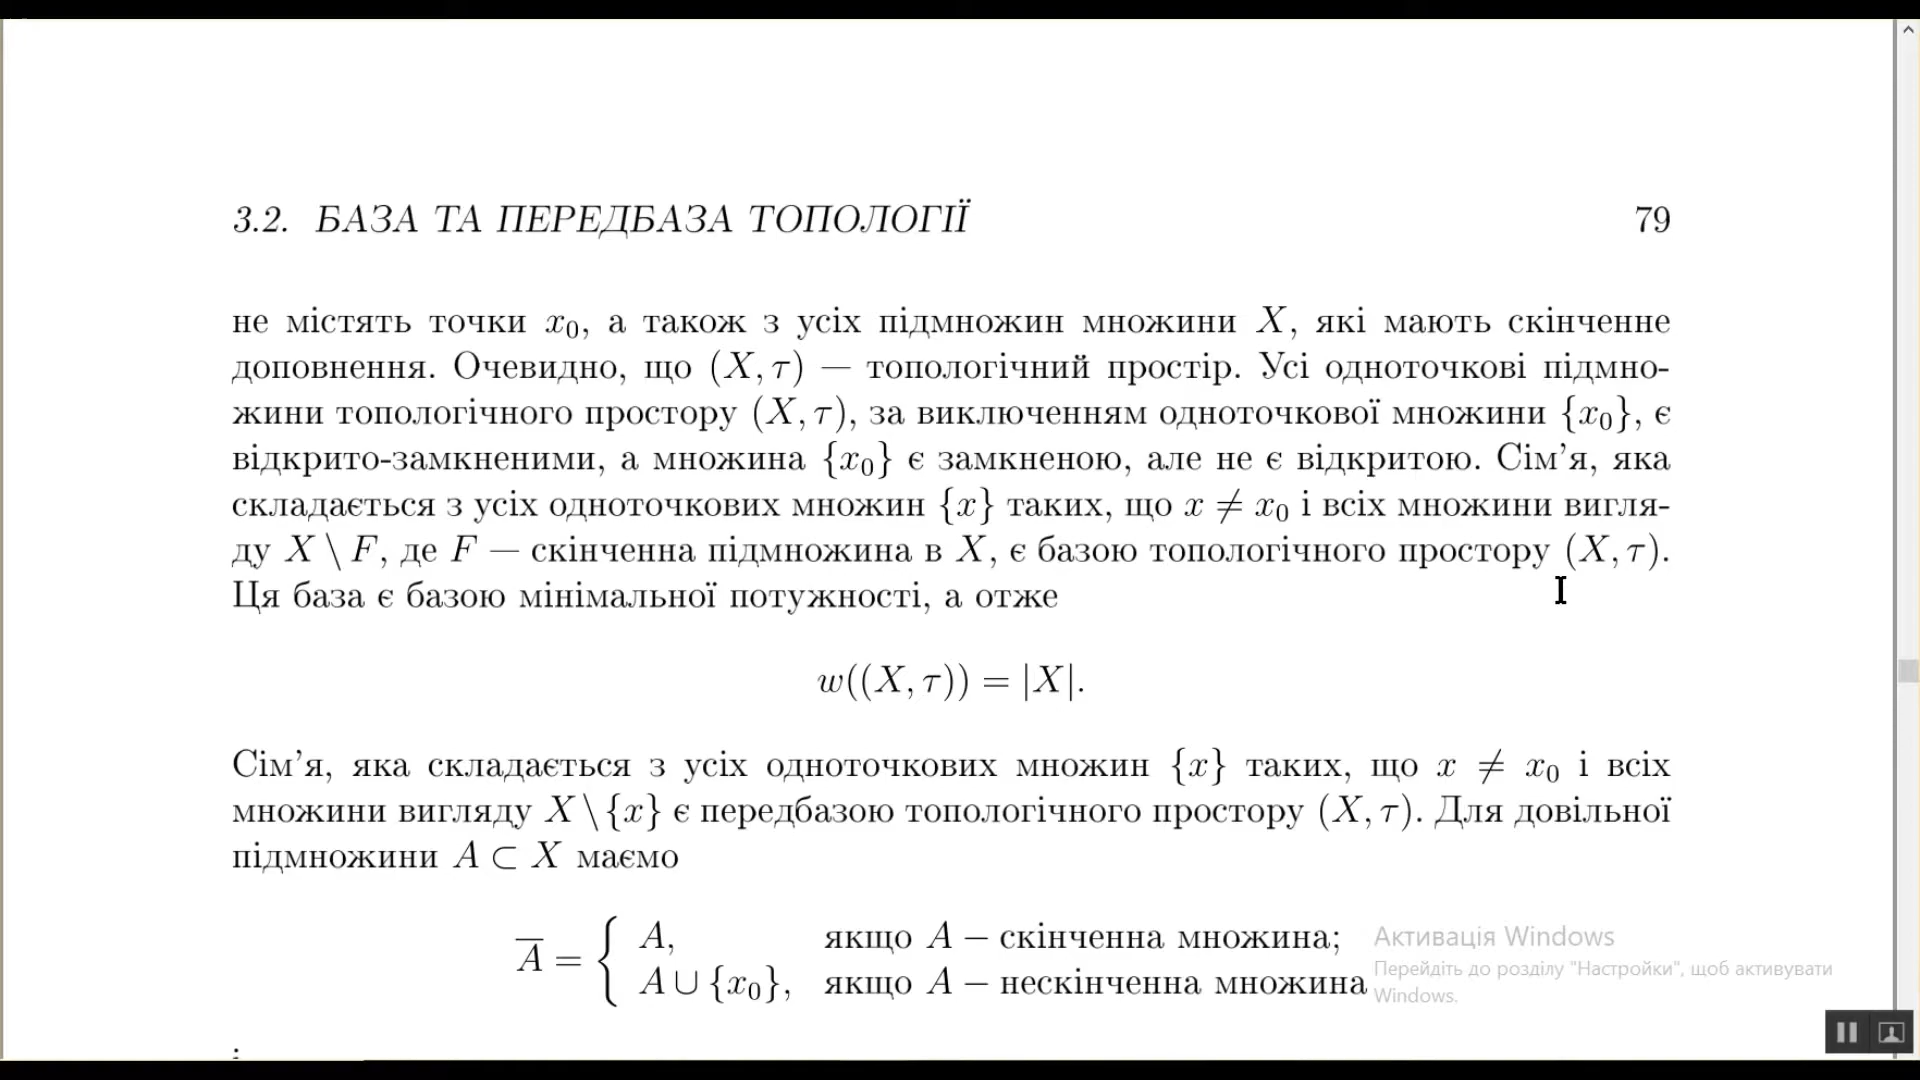 3.2. БАЗА ТА ПЕРЕДБАЗА ТОПОЛОГІЇ 79
не містять точки x₀, а також з усіх підмножин множини X, які мають скінченне
доповнення. Очевидно, що (X, τ) — топологічний простір. Усі одноточкові підмно-
жини топологічного простору (X, τ), за виключенням одноточкової множини {x₀}, є
відкрито-замкненими, а множина {x₀} є замкненою, але не є відкритою. Сім'я, яка
складається з усіх одноточкових множин {x} таких, що x ≠ x₀ і всіх множини вигля-
ду X \ F, де F — скінченна підмножина в X, є базою топологічного простору (X, τ).
Ця база є базою мінімальної потужності, а отже
w((X, τ)) = |X|.
Сім'я, яка складається з усіх одноточкових множин {x} таких, що x ≠ x₀ і всіх
множини вигляду X \ {x} є передбазою топологічного простору (X, τ). Для довільної
підмножини A ⊂ X маємо
A̅ = { A, якщо A – скінченна множина;
A ∪ {x₀}, якщо A – нескінченна множина
Активація Windows
Перейдіть до розділу "Настройки", щоб активувати
Windows.